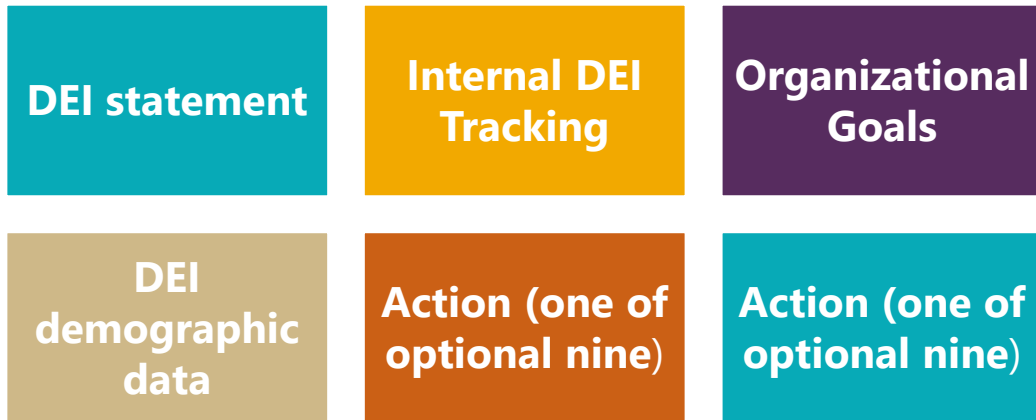 DEI statement
Internal DEI
Tracking
Organizational
Goals
DEI
demographic
data
Action (one of
optional nine)
Action (one of
optional nine)